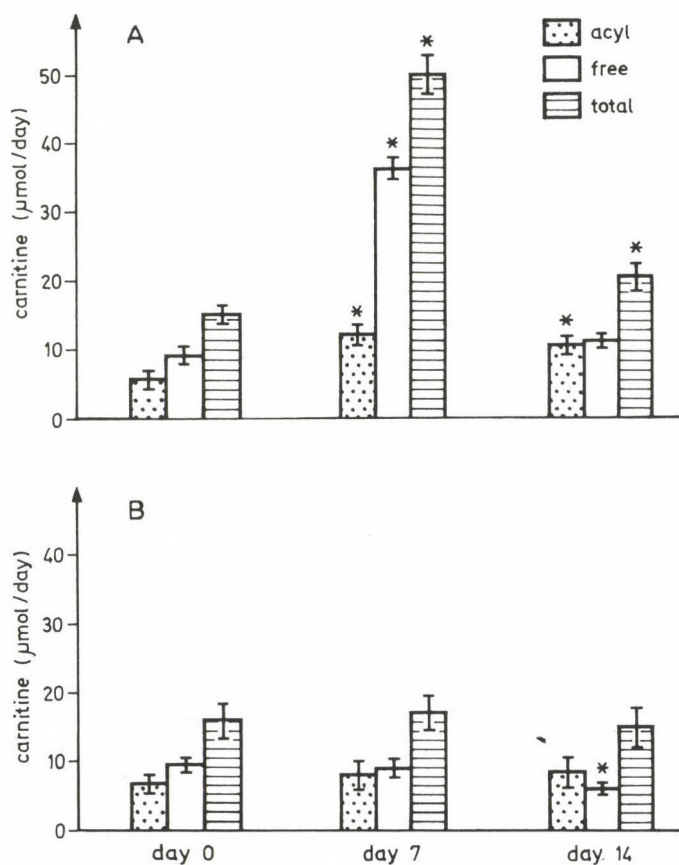 A
acyl
free
total
carnitine (µmol/day)
50
40
30
20
10
0
*
*
*
*
*
B
carnitine (µmol/day)
40
30
20
10
0
*
day 0
day 7
day. 14